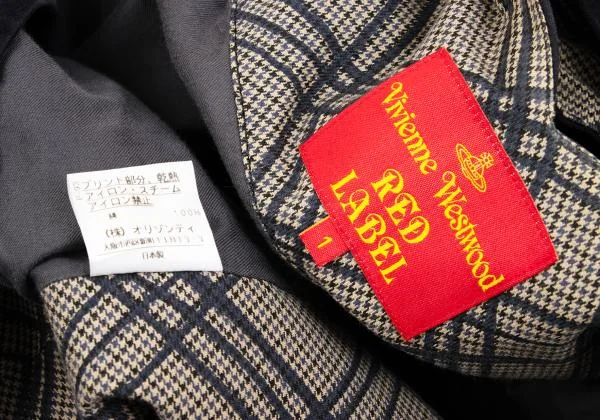 プリント部分、乾熱
アイロン・スチーム
アイロン禁止
綿 100%
(株) オリゾンティ
日本製
Vivienne Westwood
RED
LABEL
1